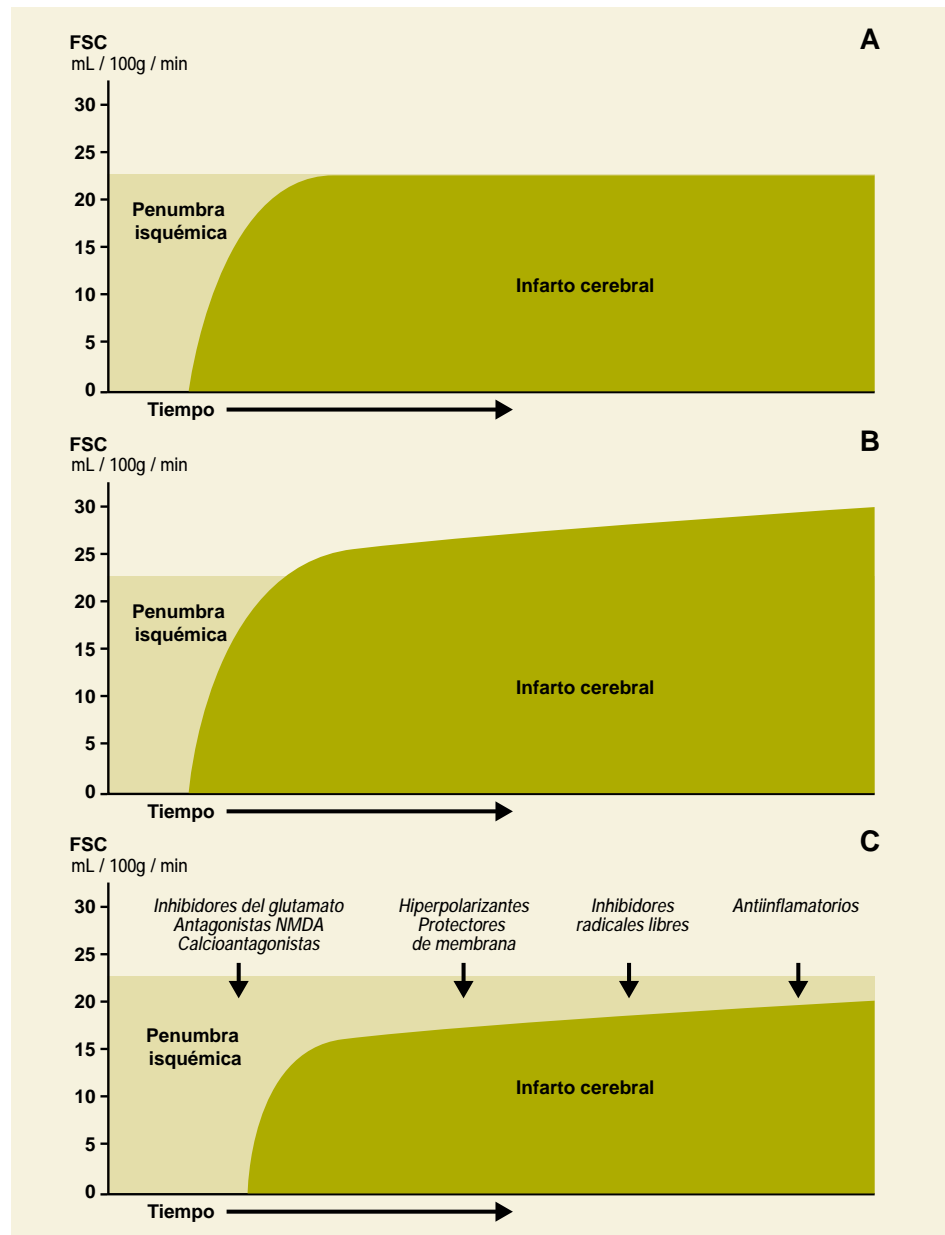 A
FSC
mL / 100g / min
30
25
20
15
10
5
0
Penumbra
isquémica
Infarto cerebral
Tiempo
B
FSC
mL / 100g / min
30
25
20
15
10
5
0
Penumbra
isquémica
Infarto cerebral
Tiempo
C
FSC
mL / 100g / min
30
25
20
15
10
5
0
Inhibidores del glutamato
Antagonistas NMDA
Calcioantagonistas
Hiperpolarizantes
Protectores
de membrana
Inhibidores
radicales libres
Antiinflamatorios
Penumbra
isquémica
Infarto cerebral
Tiempo